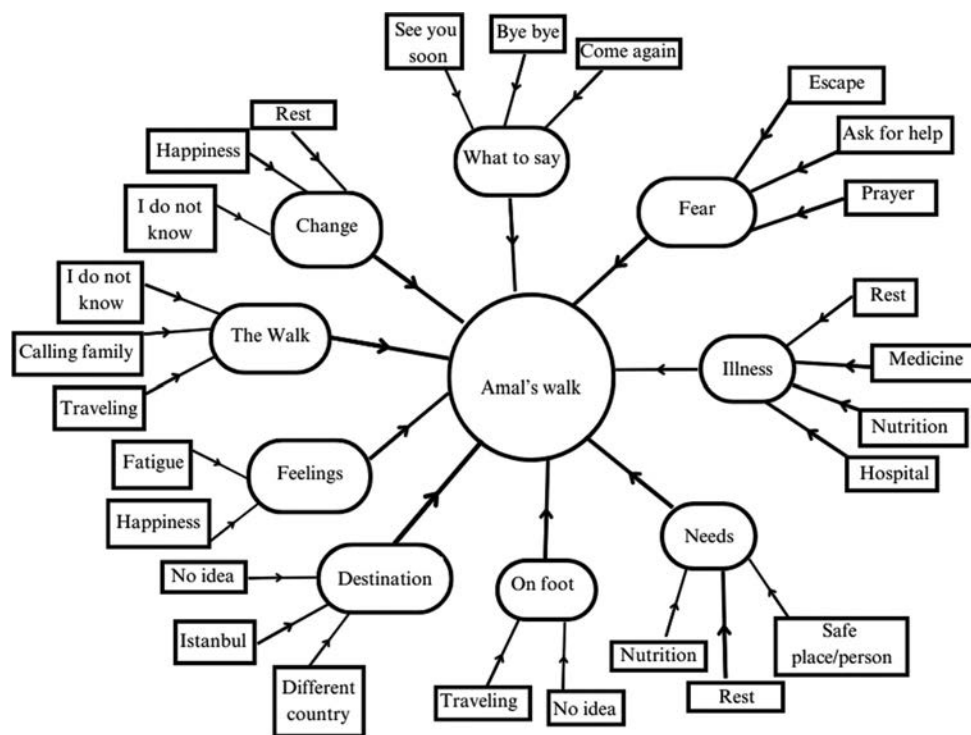 See you
soon
Bye bye
Come again
What to say
Escape
Ask for help
Prayer
Fear
Rest
Happiness
I do not
know
Change
I do not
know
Calling family
Traveling
The Walk
Amal's walk
Rest
Medicine
Nutrition
Hospital
Illness
Fatigue
Happiness
Feelings
No idea
Istanbul
Different
country
Destination
On foot
Traveling
No idea
Needs
Nutrition
Rest
Safe
place/person